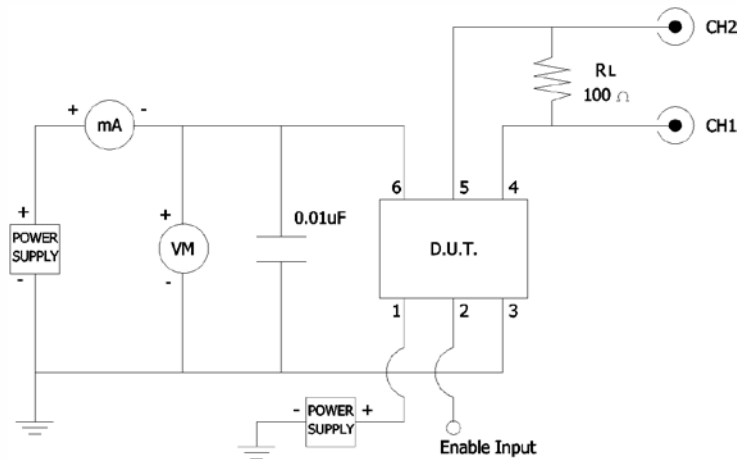 CH2
RL
100 Ω
CH1
+ mA -
6 5 4
+
POWER
SUPPLY
-
+
VM
-
0.01uF
D.U.T.
1 2 3
- POWER
SUPPLY +
Enable Input